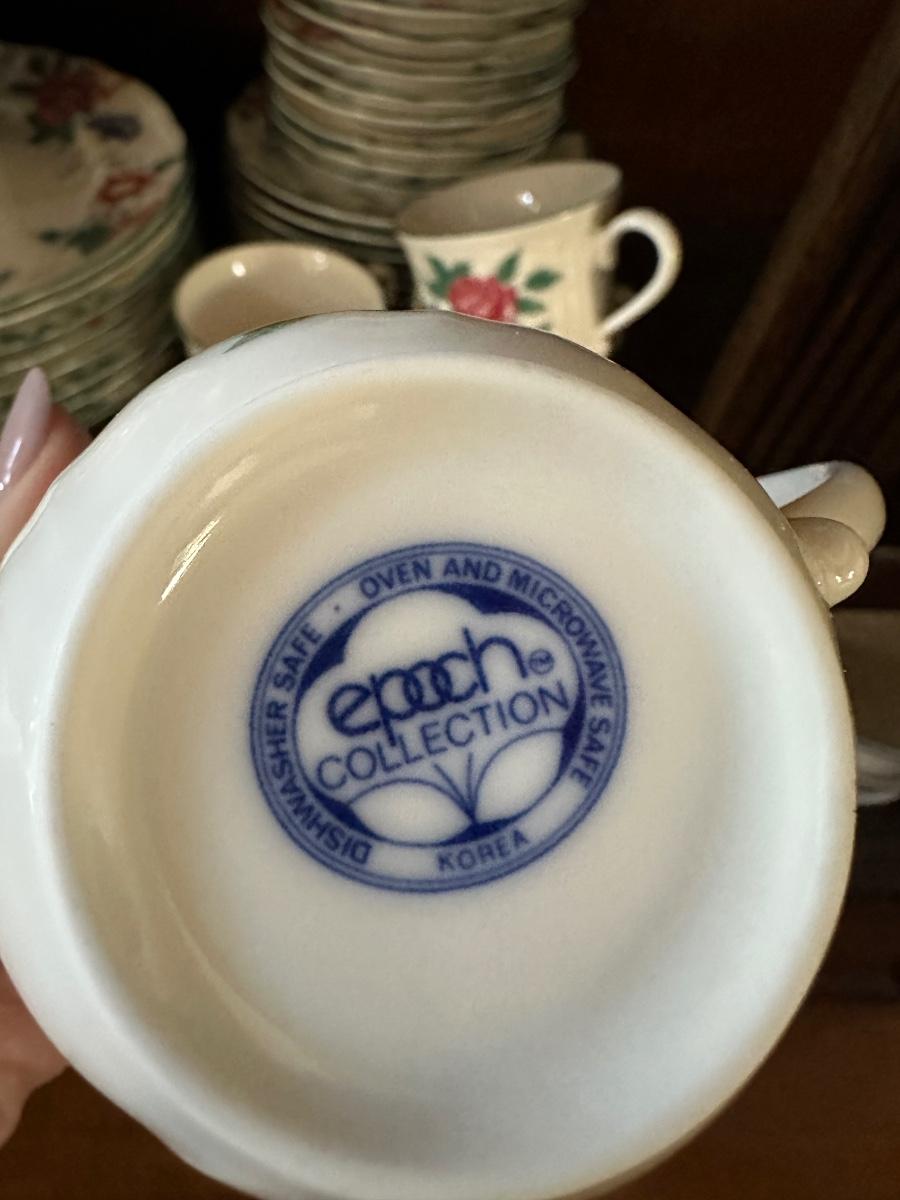 DISHWASHER SAFE · OVEN AND MICROWAVE SAFE
epoch
COLLECTION
KOREA